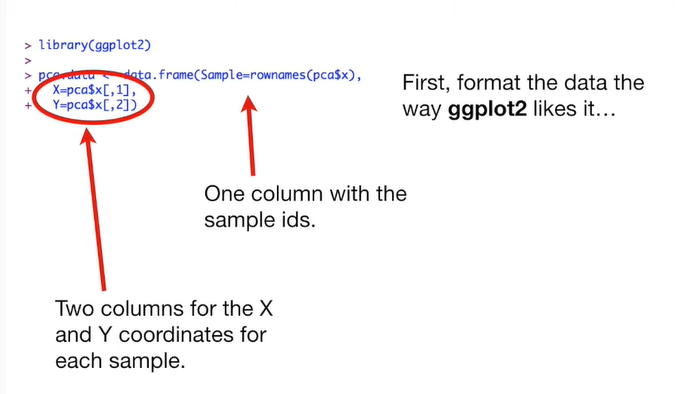 > library(ggplot2)
>
> pca.data <- data.frame(Sample=rownames(pca$x),
+ X=pca$x[,1],
+ Y=pca$x[,2])
First, format the data the
way ggplot2 likes it…
One column with the
sample ids.
Two columns for the X
and Y coordinates for
each sample.